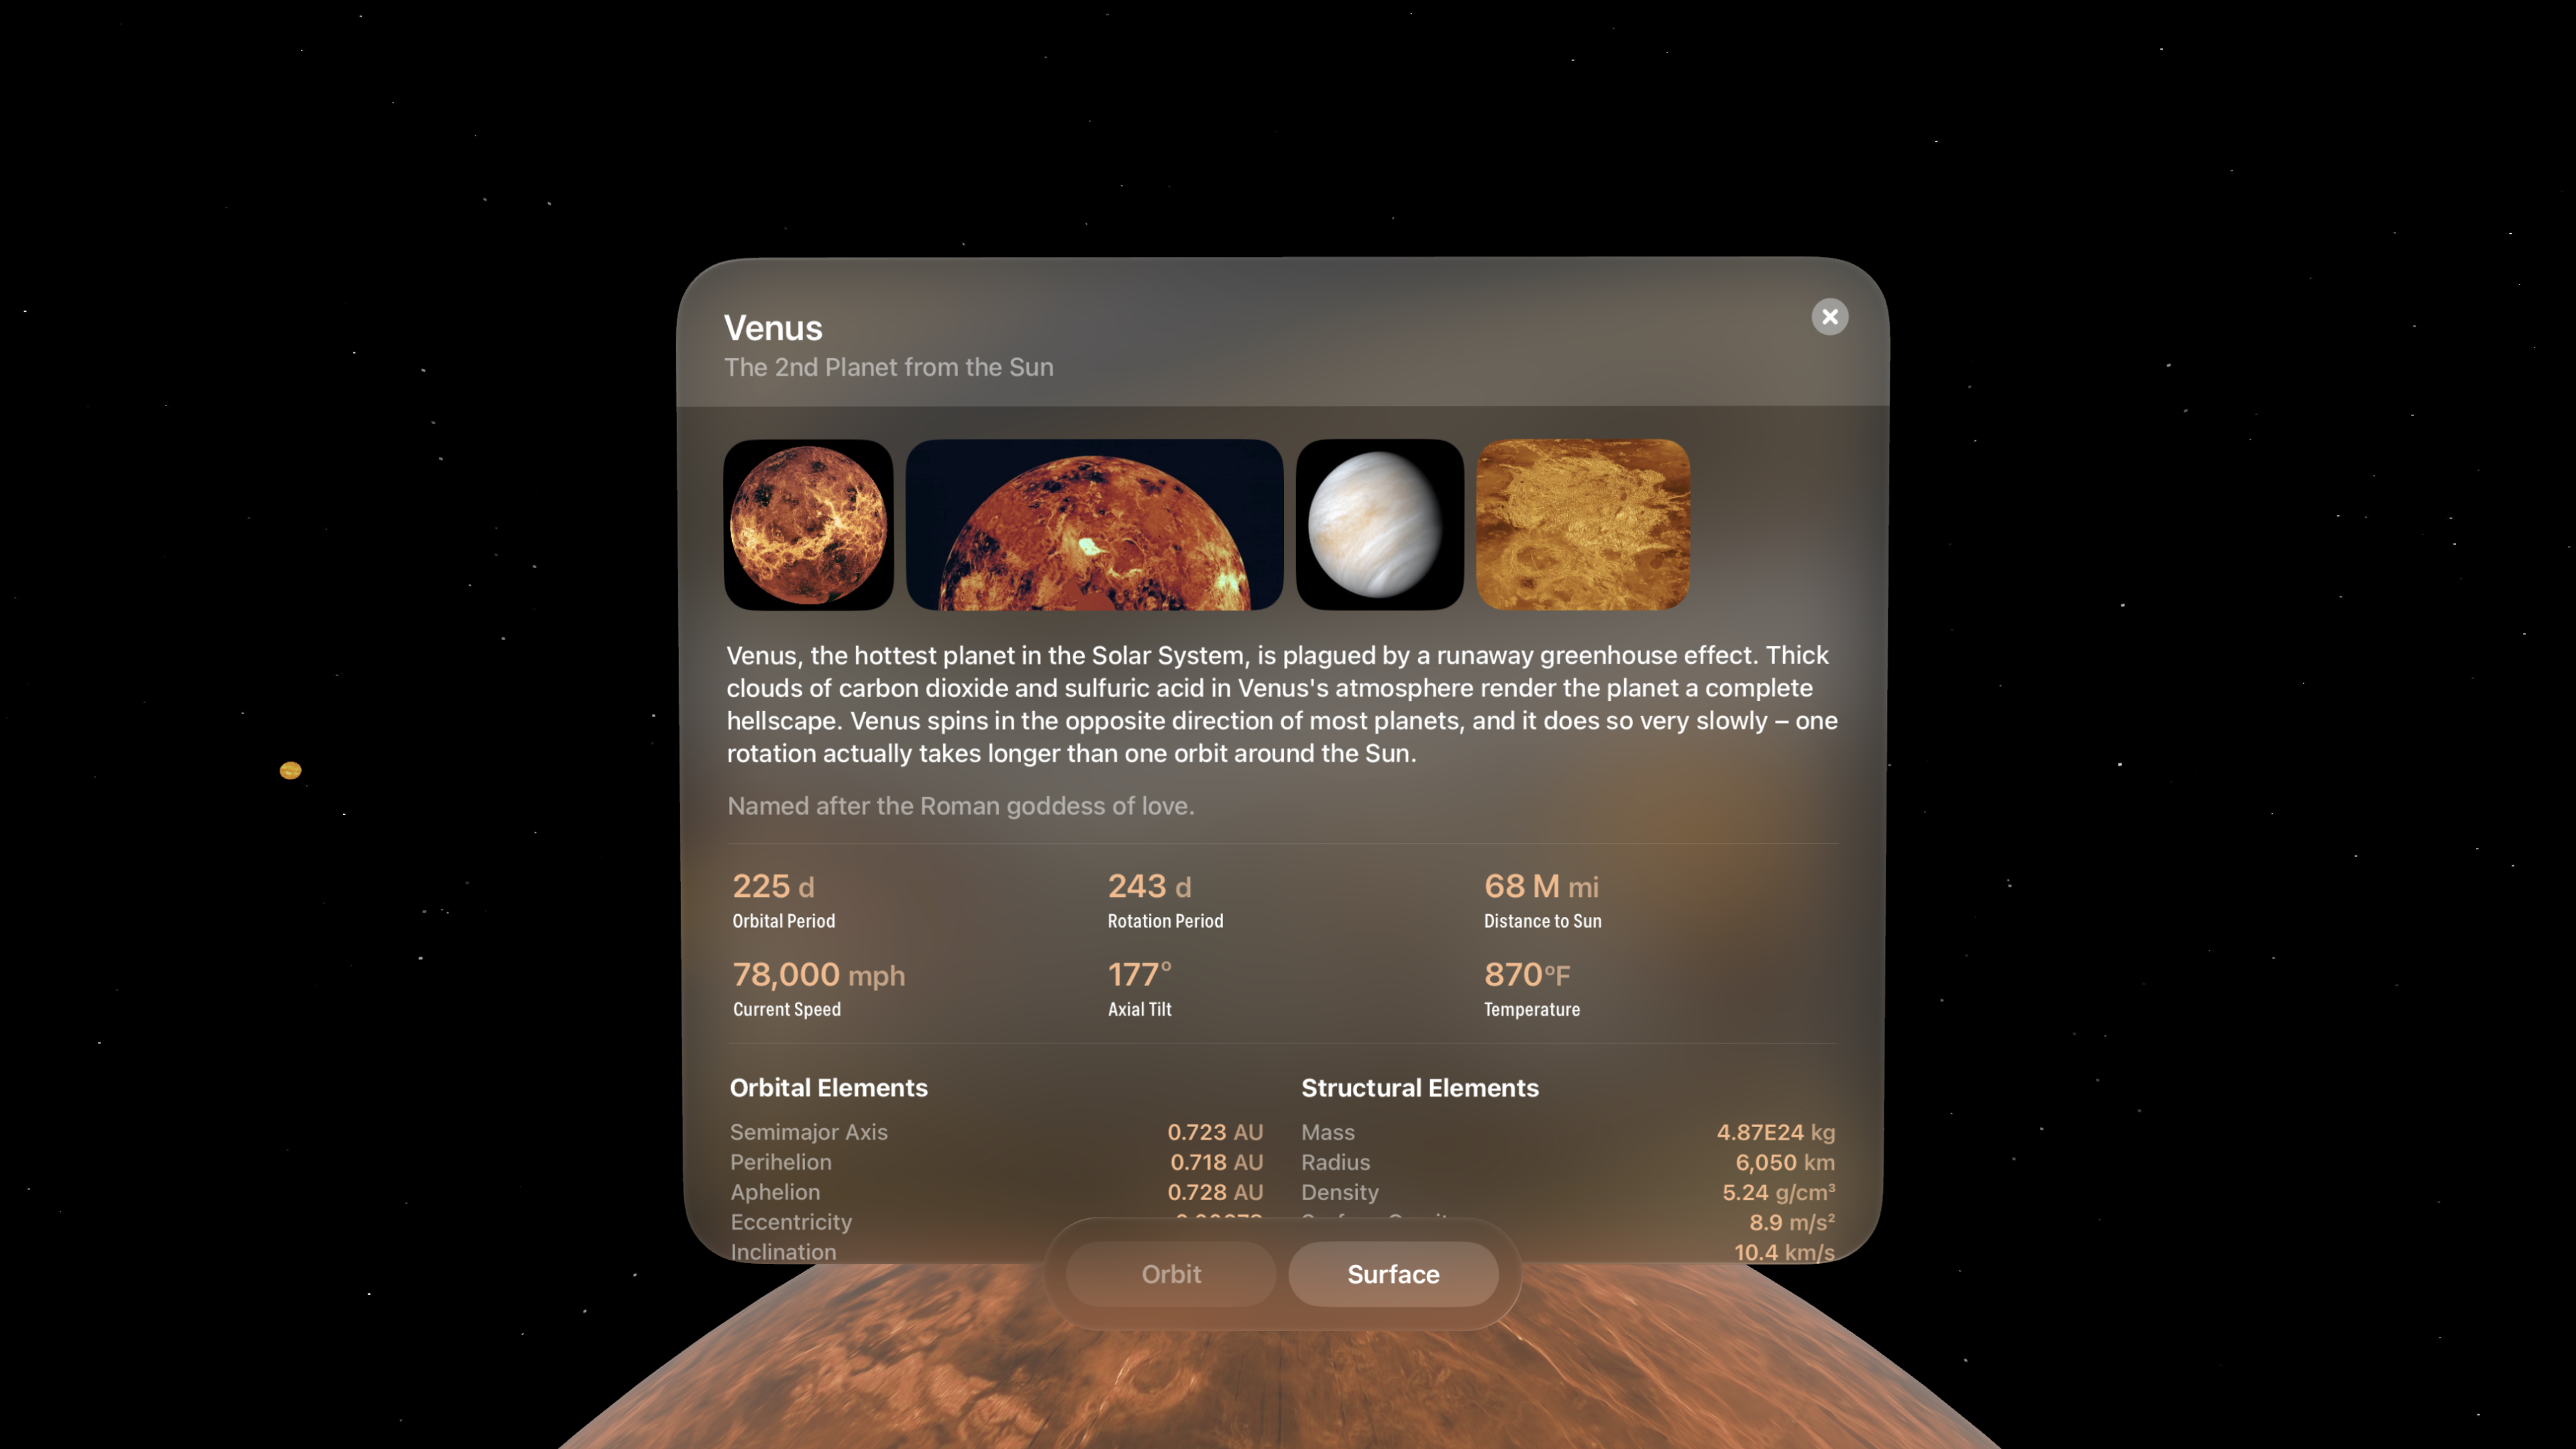 Venus
The 2nd Planet from the Sun
Venus, the hottest planet in the Solar System, is plagued by a runaway greenhouse effect. Thick
clouds of carbon dioxide and sulfuric acid in Venus's atmosphere render the planet a complete
hellscape. Venus spins in the opposite direction of most planets, and it does so very slowly – one
rotation actually takes longer than one orbit around the Sun.
Named after the Roman goddess of love.
225 d
Orbital Period
243 d
Rotation Period
68 M mi
Distance to Sun
78,000 mph
Current Speed
177°
Axial Tilt
870°F
Temperature
Orbital Elements
Semimajor Axis 0.723 AU
Perihelion 0.718 AU
Aphelion 0.728 AU
Eccentricity
Inclination
Structural Elements
Mass 4.87E24 kg
Radius 6,050 km
Density 5.24 g/cm³
8.9 m/s²
10.4 km/s
Orbit
Surface